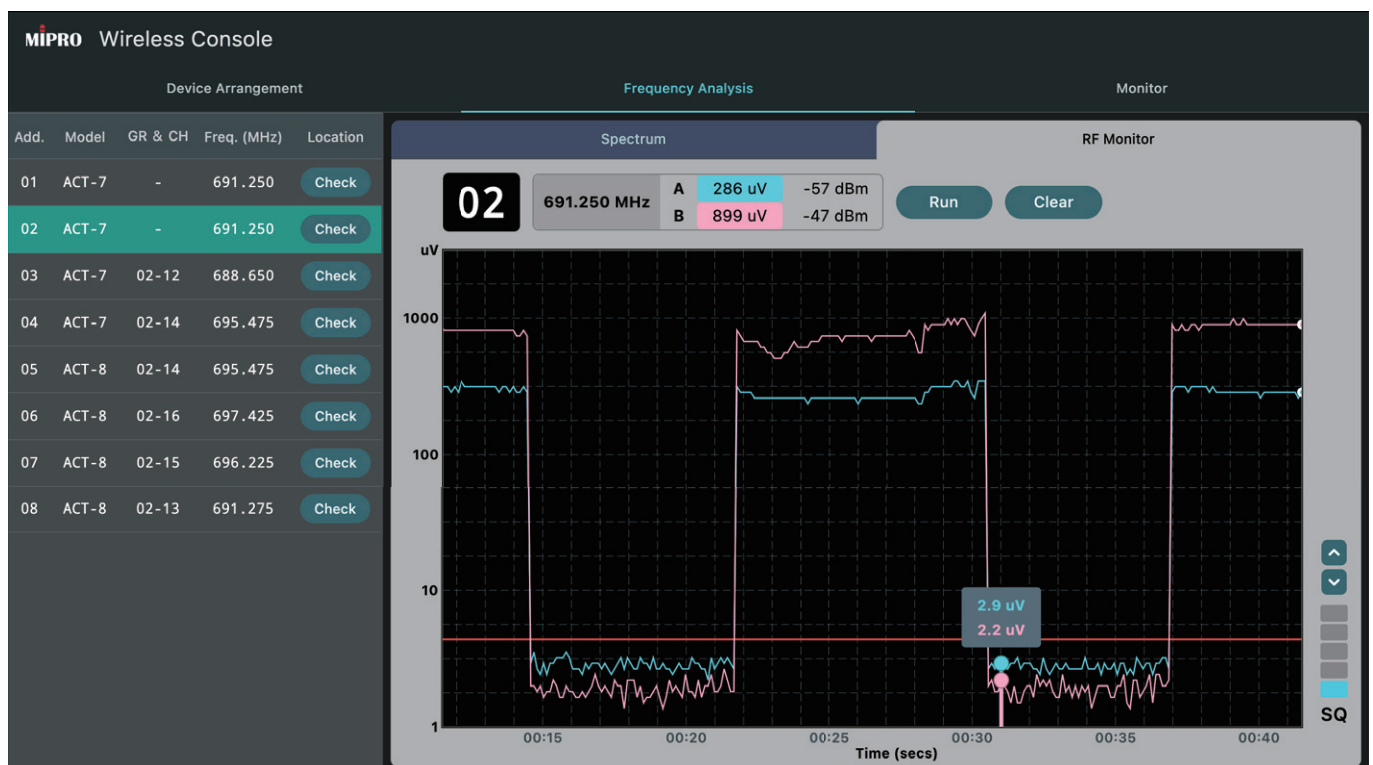 MIPRO Wireless Console
Device Arrangement Frequency Analysis Monitor
Add. Model GR & CH Freq. (MHz) Location
01 ACT-7 - 691.250 Check
02 ACT-7 - 691.250 Check
03 ACT-7 02-12 688.650 Check
04 ACT-7 02-14 695.475 Check
05 ACT-8 02-14 695.475 Check
06 ACT-8 02-16 697.425 Check
07 ACT-8 02-15 696.225 Check
08 ACT-8 02-13 691.275 Check
Spectrum RF Monitor
02 691.250 MHz
A 286 uV -57 dBm
B 899 uV -47 dBm
Run Clear
uV
1000
100
10
1
2.9 uV
2.2 uV
00:15 00:20 00:25 00:30 00:35 00:40
Time (secs)
SQ